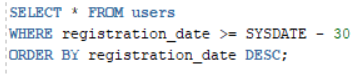 SELECT * FROM users
WHERE registration_date >= SYSDATE - 30
ORDER BY registration_date DESC;